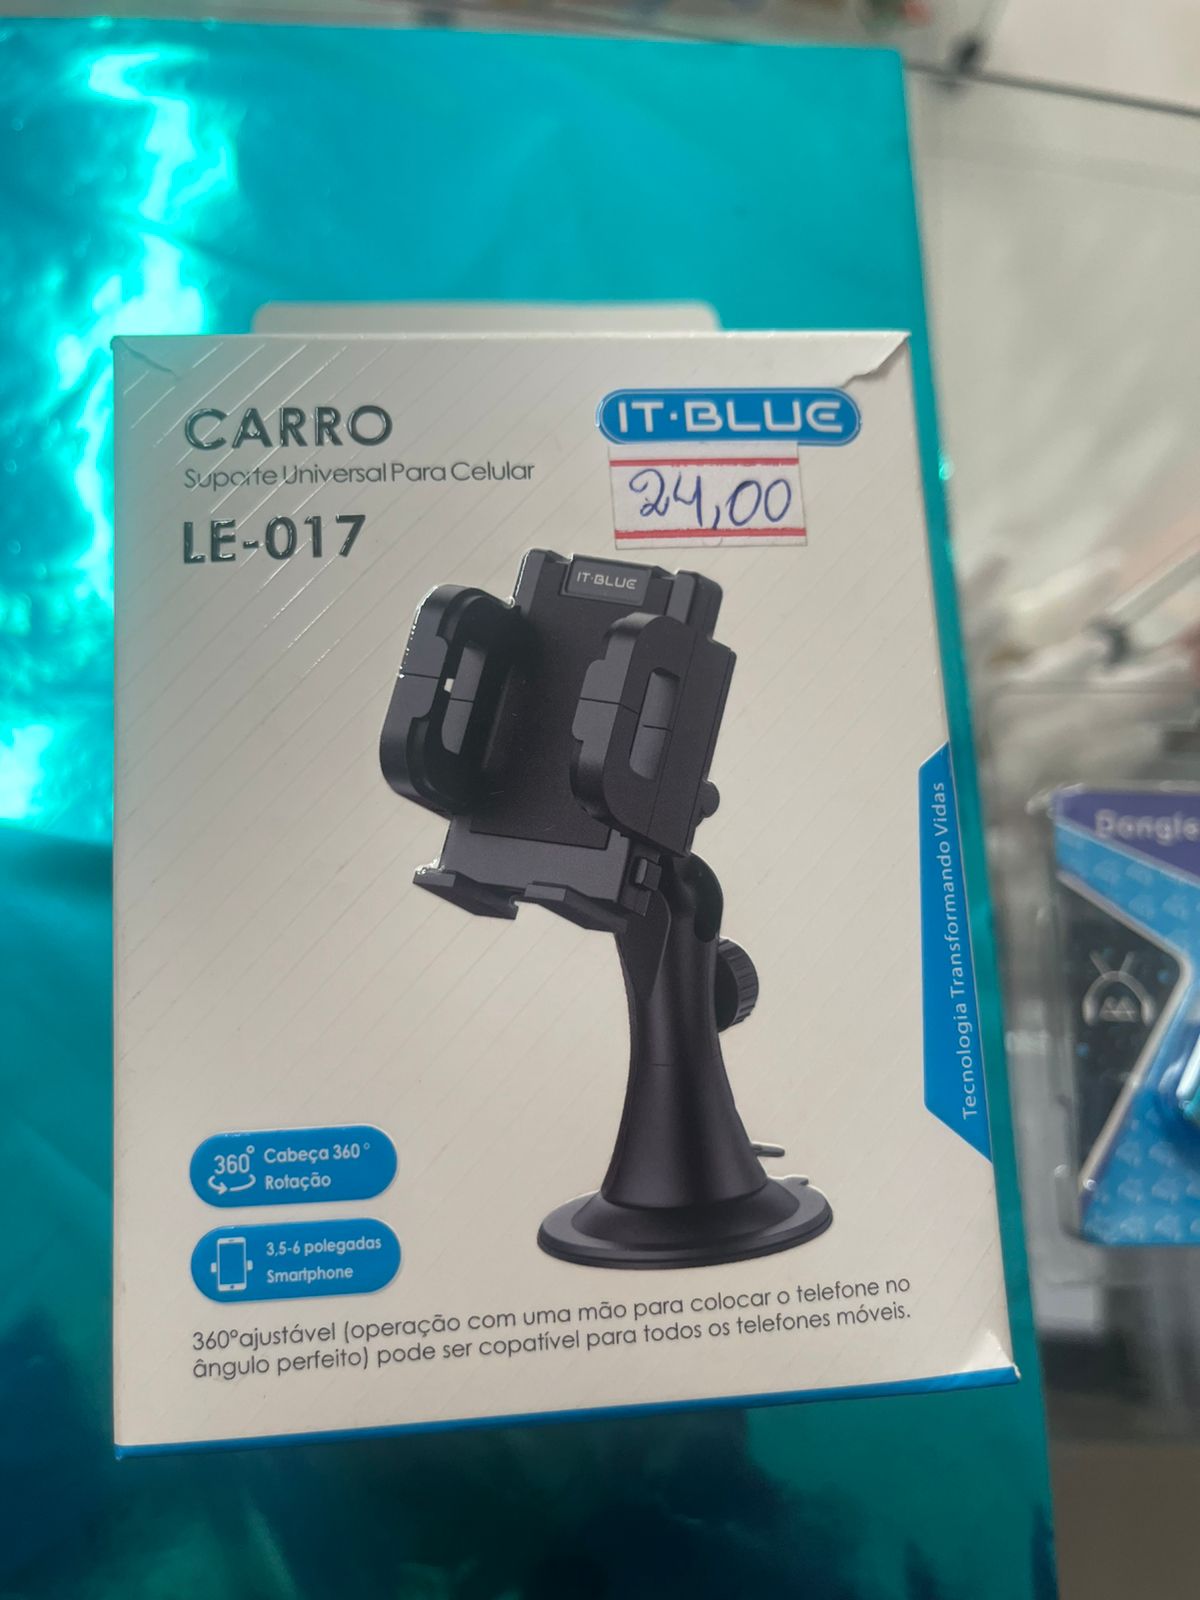 CARRO
Suporte Universal Para Celular
LE-017
IT·BLUE
24,00
IT·BLUE
Tecnologia Transformando Vidas
Dongle
360°
Cabeça 360°
Rotação
3,5-6 polegadas
Smartphone
360°ajustável (operação com uma mão para colocar o telefone no
ângulo perfeito) pode ser copatível para todos os telefones móveis.